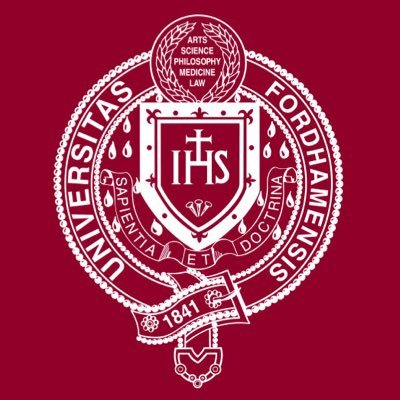 ARTS
SCIENCE
PHILOSOPHY
MEDICINE
LAW
UNIVERSITAS
FORDHAMENSIS
IHS
SAPIENTIA ET DOCTRINA
1841